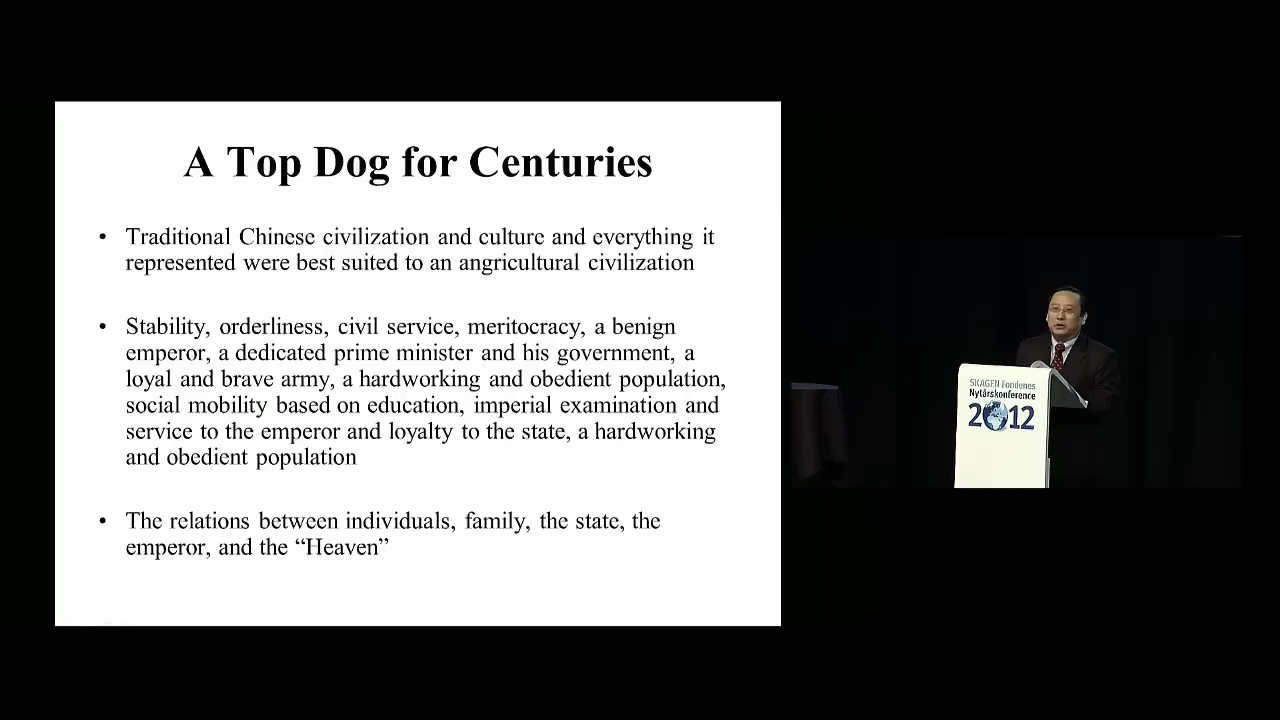 A Top Dog for Centuries
• Traditional Chinese civilization and culture and everything it
represented were best suited to an angricultural civilization
• Stability, orderliness, civil service, meritocracy, a benign
emperor, a dedicated prime minister and his government, a
loyal and brave army, a hardworking and obedient population,
social mobility based on education, imperial examination and
service to the emperor and loyalty to the state, a hardworking
and obedient population
• The relations between individuals, family, the state, the
emperor, and the “Heaven”
SKAGEN Fondenes
Nytårskonference
2012